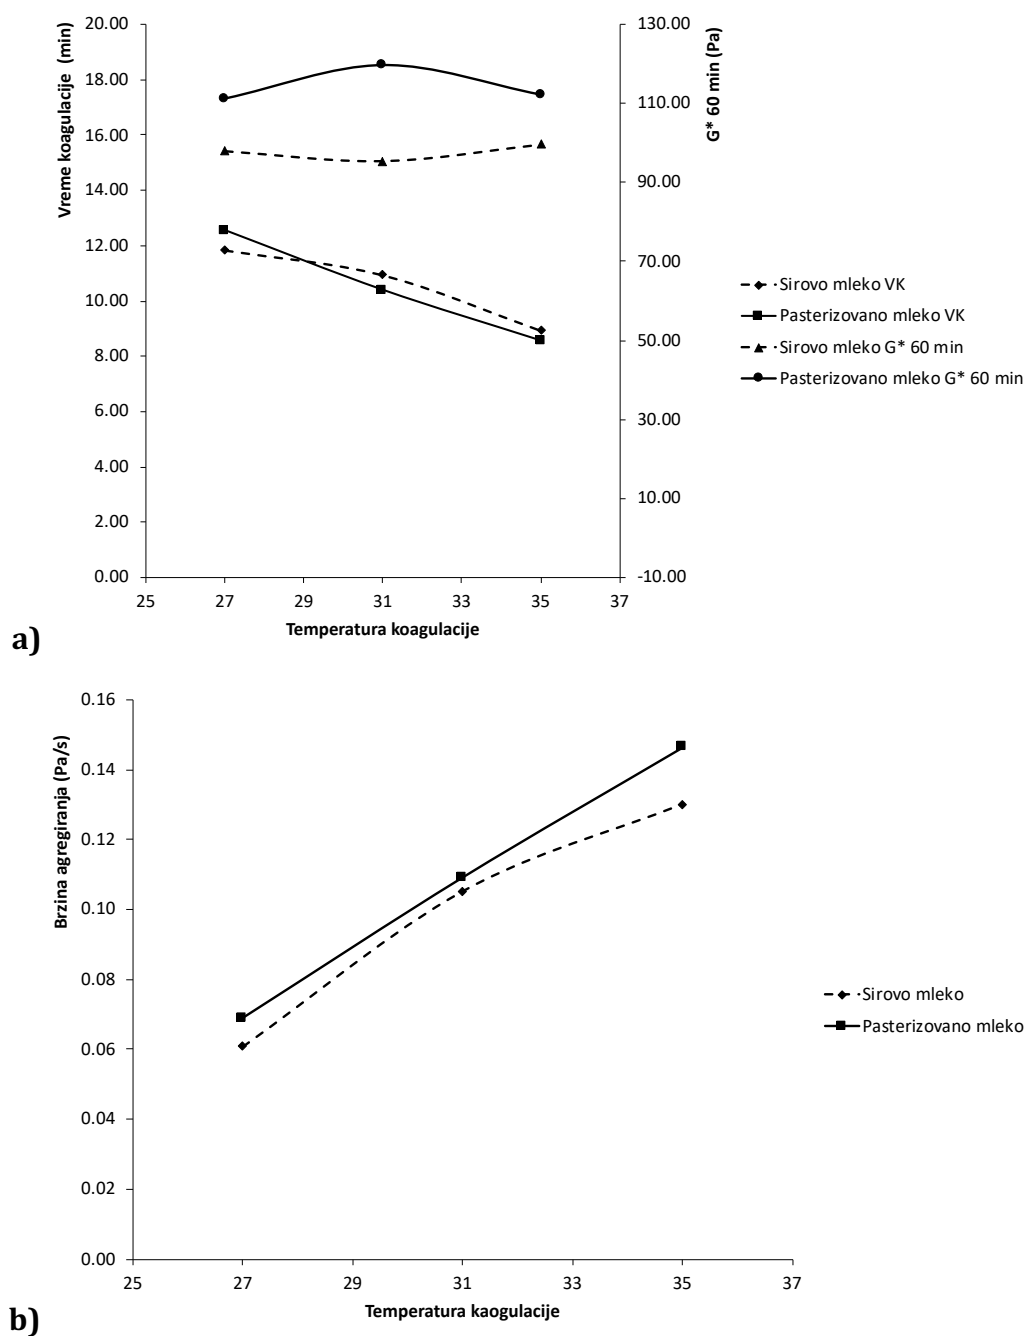 20.00
18.00
16.00
14.00
12.00
10.00
8.00
6.00
4.00
2.00
0.00
Vreme koagulacije (min)
130.00
110.00
90.00
70.00
50.00
30.00
10.00
-10.00
G* 60 min (Pa)
25 27 29 31 33 35 37
Temperatura koagulacije
Sirovo mleko VK
Pasterizovano mleko VK
Sirovo mleko G* 60 min
Pasterizovano mleko G* 60 min
a)
0.16
0.14
0.12
0.10
0.08
0.06
0.04
0.02
0.00
Brzina agregiranja (Pa/s)
25 27 29 31 33 35 37
Temperatura kaogulacije
Sirovo mleko
Pasterizovano mleko
b)